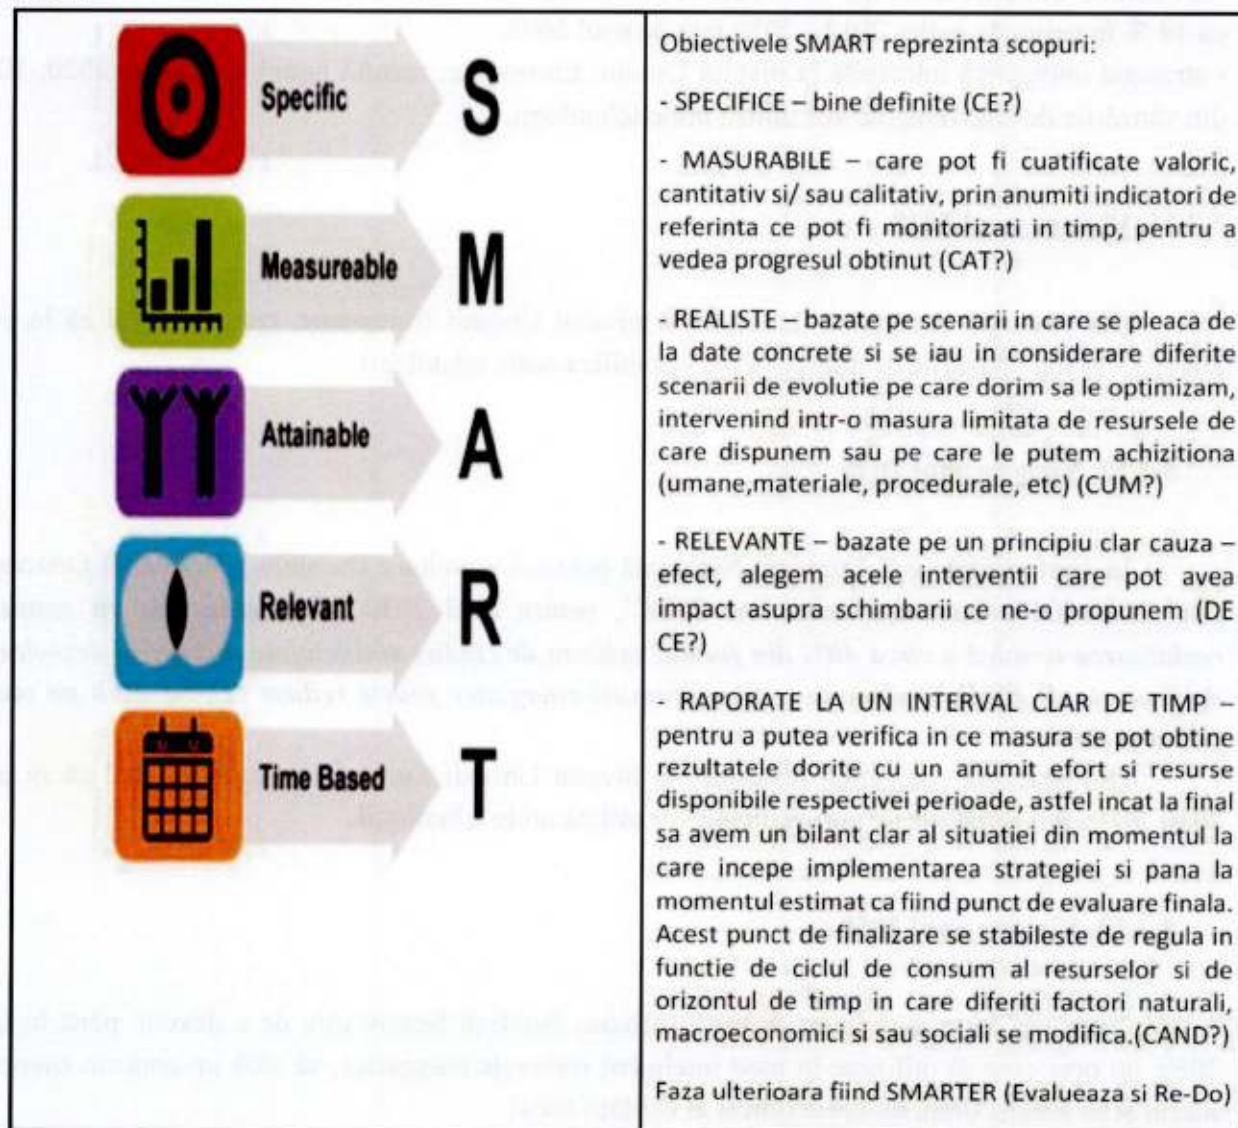 Specific
S
Measureable
M
Attainable
A
Relevant
R
Time Based
T
Obiectivele SMART reprezinta scopuri:
- SPECIFICE – bine definite (CE?)
- MASURABILE – care pot fi cuatificate valoric,
cantitativ si/ sau calitativ, prin anumiti indicatori de
referinta ce pot fi monitorizati in timp, pentru a
vedea progresul obtinut (CAT?)
- REALISTE – bazate pe scenarii in care se pleaca de
la date concrete si se iau in considerare diferite
scenarii de evolutie pe care dorim sa le optimizam,
intervenind intr-o masura limitata de resursele de
care dispunem sau pe care le putem achizitiona
(umane,materiale, procedurale, etc) (CUM?)
- RELEVANTE – bazate pe un principiu clar cauza –
efect, alegem acele interventii care pot avea
impact asupra schimbarii ce ne-o propunem (DE
CE?)
- RAPORATE LA UN INTERVAL CLAR DE TIMP –
pentru a putea verifica in ce masura se pot obtine
rezultatele dorite cu un anumit efort si resurse
disponibile respectivei perioade, astfel incat la final
sa avem un bilant clar al situatiei din momentul la
care incepe implementarea strategiei si pana la
momentul estimat ca fiind punct de evaluare finala.
Acest punct de finalizare se stabileste de regula in
functie de ciclul de consum al resurselor si de
orizontul de timp in care diferiti factori naturali,
macroeconomici si sau sociali se modifica.(CAND?)
Faza ulterioara fiind SMARTER (Evalueaza si Re-Do)